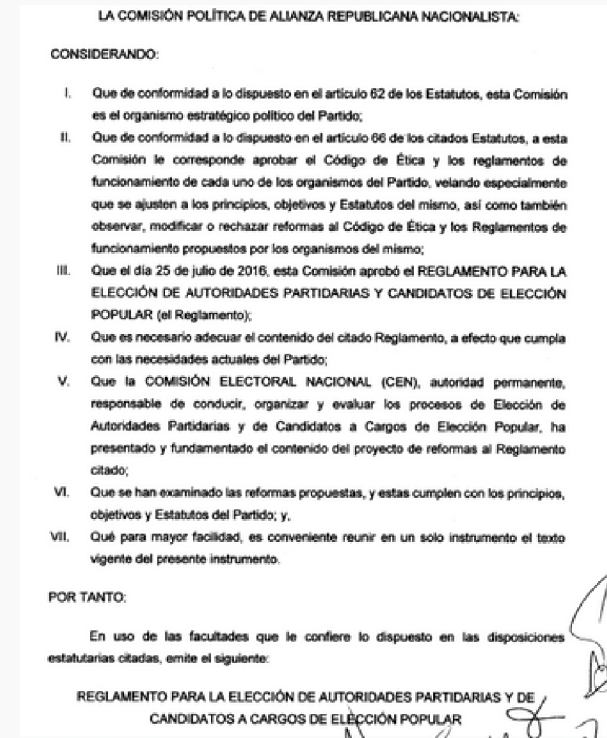 LA COMISIÓN POLÍTICA DE ALIANZA REPUBLICANA NACIONALISTA:
CONSIDERANDO:
I. Que de conformidad a lo dispuesto en el artículo 62 de los Estatutos, esta Comisión
es el organismo estratégico político del Partido;
II. Que de conformidad a lo dispuesto en el artículo 66 de los citados Estatutos, a esta
Comisión le corresponde aprobar el Código de Ética y los reglamentos de
funcionamiento de cada uno de los organismos del Partido, velando especialmente
que se ajusten a los principios, objetivos y Estatutos del mismo, así como también
observar, modificar o rechazar reformas al Código de Ética y los Reglamentos de
funcionamiento propuestos por los organismos del mismo;
III. Que el día 25 de julio de 2016, esta Comisión aprobó el REGLAMENTO PARA LA
ELECCIÓN DE AUTORIDADES PARTIDARIAS Y CANDIDATOS DE ELECCIÓN
POPULAR (el Reglamento);
IV. Que es necesario adecuar el contenido del citado Reglamento, a efecto que cumpla
con las necesidades actuales del Partido;
V. Que la COMISIÓN ELECTORAL NACIONAL (CEN), autoridad permanente,
responsable de conducir, organizar y evaluar los procesos de Elección de
Autoridades Partidarias y de Candidatos a Cargos de Elección Popular, ha
presentado y fundamentado el contenido del proyecto de reformas al Reglamento
citado;
VI. Que se han examinado las reformas propuestas, y estas cumplen con los principios,
objetivos y Estatutos del Partido; y,
VII. Qué para mayor facilidad, es conveniente reunir en un solo instrumento el texto
vigente del presente instrumento.
POR TANTO:
En uso de las facultades que le confiere lo dispuesto en las disposiciones
estatutarias citadas, emite el siguiente:
REGLAMENTO PARA LA ELECCIÓN DE AUTORIDADES PARTIDARIAS Y DE
CANDIDATOS A CARGOS DE ELECCIÓN POPULAR